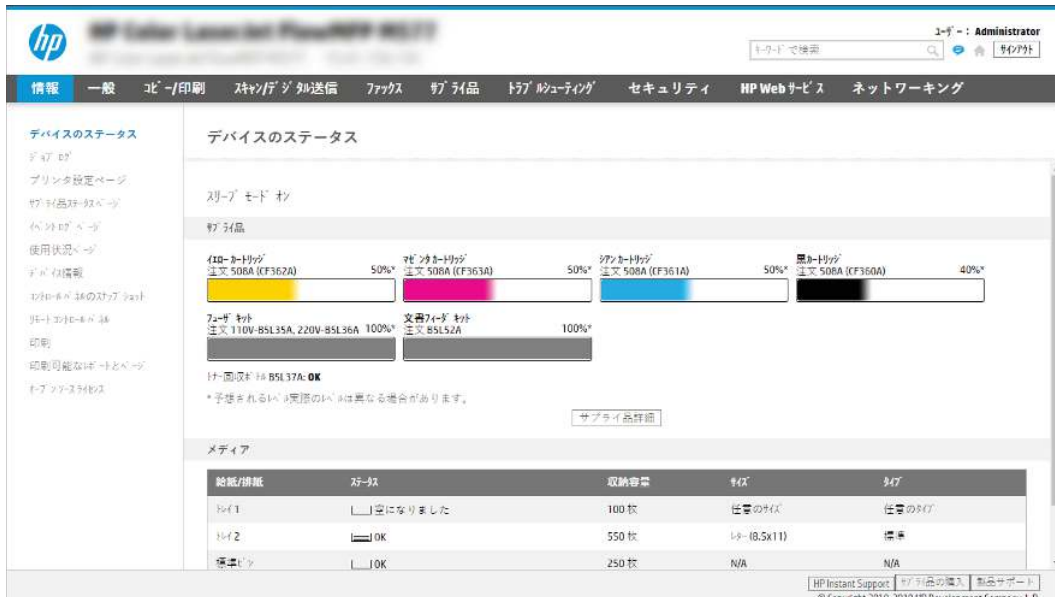 hp
ﾕｰｻﾞｰ: Administrator
ｷｰﾜｰﾄﾞで検索
ｻｲﾝｱｳﾄ
情報 一般 ｺﾋﾟｰ/印刷 ｽｷｬﾝ/ﾃﾞｼﾞﾀﾙ送信 ﾌｧｯｸｽ ｻﾌﾟﾗｲ品 ﾄﾗﾌﾞﾙｼｭｰﾃｨﾝｸﾞ セキュリティ HP Web ｻｰﾋﾞｽ ネットワーキング
デバイスのステータス
ｼﾞｮﾌﾞ ﾛｸﾞ
プリンタ設定ページ
ｻﾌﾟﾗｲ品ｽﾃｰﾀｽ ﾍﾟｰｼﾞ
ｲﾍﾞﾝﾄ ﾛｸﾞ ﾍﾟｰｼﾞ
使用状況ﾍﾟｰｼﾞ
ﾃﾞﾊﾞｲｽ情報
ｺﾝﾄﾛｰﾙ ﾊﾟﾈﾙのｽﾅｯﾌﾟｼｮｯﾄ
ﾘﾓｰﾄ ｺﾝﾄﾛｰﾙ ﾊﾟﾈﾙ
印刷
印刷可能なﾚﾎﾟｰﾄとﾍﾟｰｼﾞ
ｵｰﾌﾟﾝ ｿｰｽ ﾗｲｾﾝｽ
デバイスのステータス
ｽﾘｰﾌﾟ ﾓｰﾄﾞ ｵﾝ
ｻﾌﾟﾗｲ品
ｲｴﾛｰ ｶｰﾄﾘｯｼﾞ
注文 508A (CF362A) 50%*
ﾏｾﾞﾝﾀ ｶｰﾄﾘｯｼﾞ
注文 508A (CF363A) 50%*
ｼｱﾝ ｶｰﾄﾘｯｼﾞ
注文 508A (CF361A) 50%*
黒ｶｰﾄﾘｯｼﾞ
注文 508A (CF360A) 40%*
ﾌｭｰｻﾞ ｷｯﾄ
注文 110V-B5L35A, 220V-B5L36A 100%*
文書ﾌｨｰﾀﾞ ｷｯﾄ
注文 B5L52A 100%*
ﾄﾅｰ回収ﾎﾞﾄﾙ B5L37A: OK
*予想されるﾚﾍﾞﾙ実際のﾚﾍﾞﾙは異なる場合があります。
サプライ品詳細
メディア
給紙/排紙 ｽﾃｰﾀｽ 収納容量 ｻｲｽﾞ ﾀｲﾌﾟ
ﾄﾚｲ 1 空になりました 100 枚 任意のｻｲｽﾞ 任意のﾀｲﾌﾟ
ﾄﾚｲ 2 OK 550 枚 ﾚﾀｰ (8.5x11) 標準
標準ﾋﾞﾝ OK 250 枚 N/A N/A
HP Instant Support ｻﾌﾟﾗｲ品の購入 製品サポート